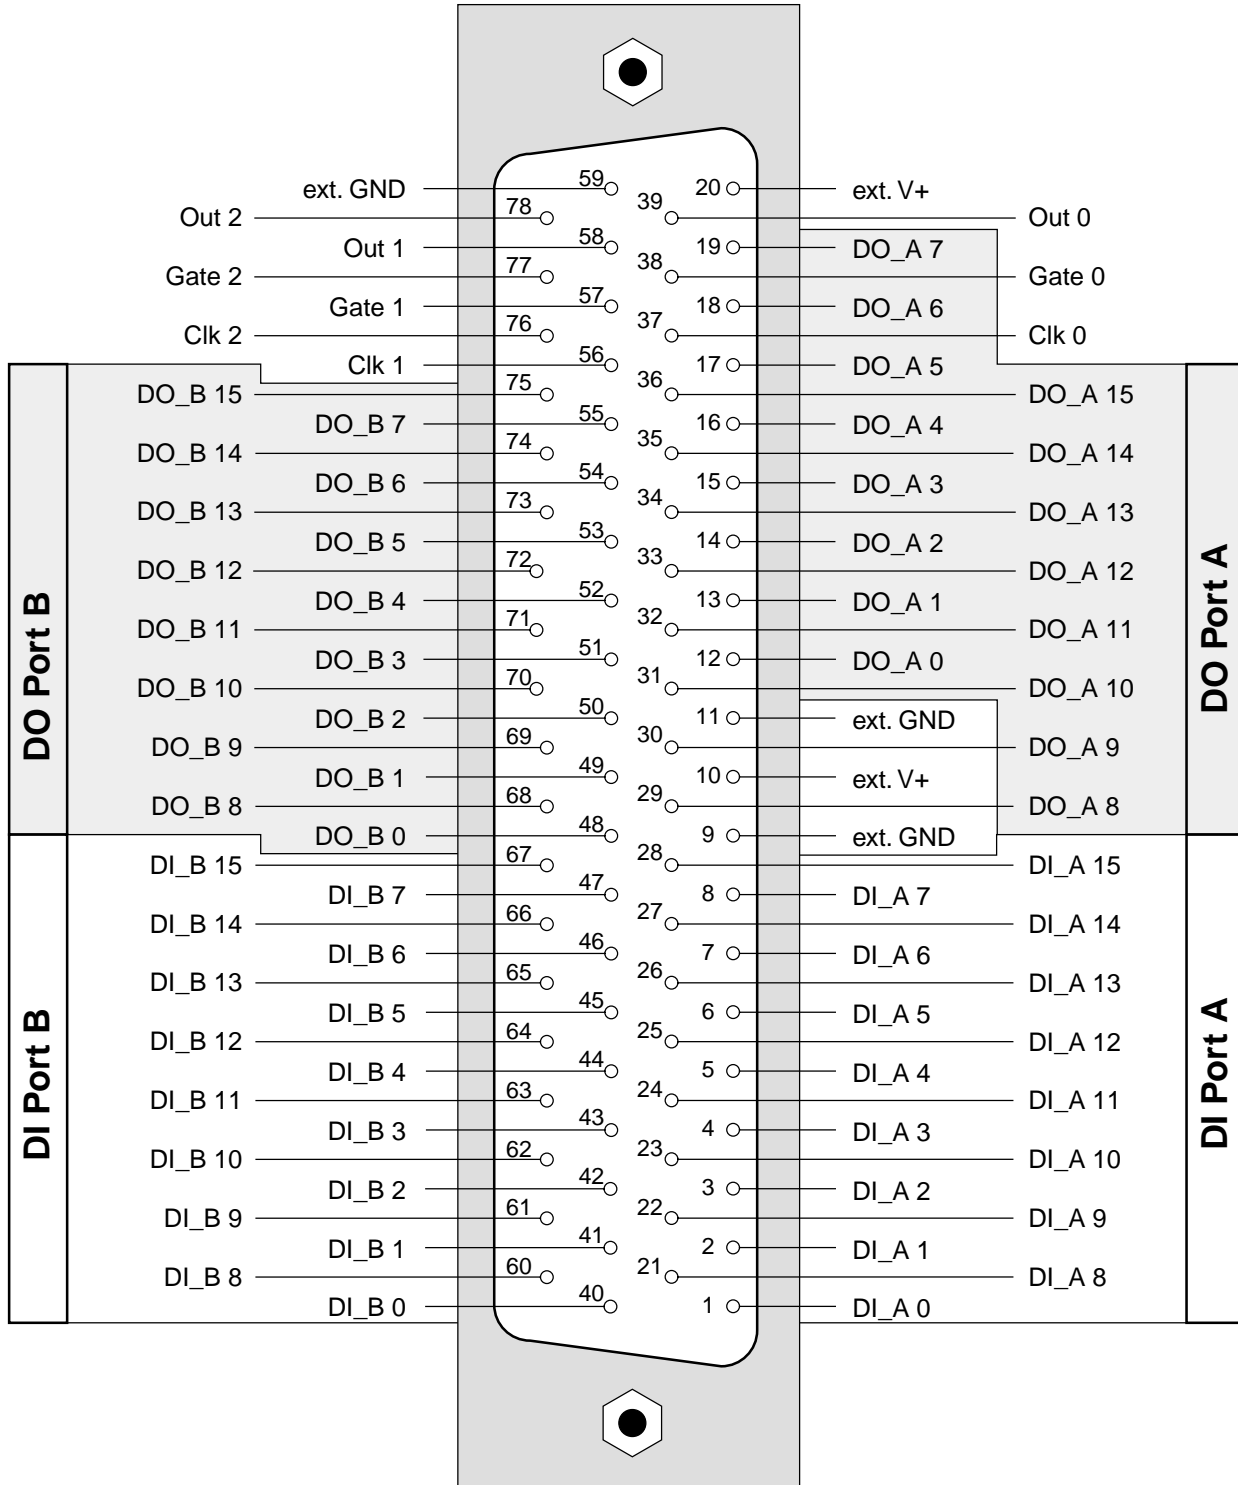 ext. GND 59 20 ext. V+
Out 2 78 39 Out 0
Out 1 58 19 DO_A 7
Gate 2 77 38 Gate 0
Gate 1 57 18 DO_A 6
Clk 2 76 37 Clk 0
Clk 1 56 17 DO_A 5
DO_B 15 75 36 DO_A 15
DO_B 7 55 16 DO_A 4
DO_B 14 74 35 DO_A 14
DO_B 6 54 15 DO_A 3
DO_B 13 73 34 DO_A 13
DO_B 5 53 14 DO_A 2
DO_B 12 72 33 DO_A 12
DO_B 4 52 13 DO_A 1
DO_B 11 71 32 DO_A 11
DO_B 3 51 12 DO_A 0
DO_B 10 70 31 DO_A 10
DO_B 2 50 11 ext. GND
DO_B 9 69 30 DO_A 9
DO_B 1 49 10 ext. V+
DO_B 8 68 29 DO_A 8
DO_B 0 48 9 ext. GND
DI_B 15 67 28 DI_A 15
DI_B 7 47 8 DI_A 7
DI_B 14 66 27 DI_A 14
DI_B 6 46 7 DI_A 6
DI_B 13 65 26 DI_A 13
DI_B 5 45 6 DI_A 5
DI_B 12 64 25 DI_A 12
DI_B 4 44 5 DI_A 4
DI_B 11 63 24 DI_A 11
DI_B 3 43 4 DI_A 3
DI_B 10 62 23 DI_A 10
DI_B 2 42 3 DI_A 2
DI_B 9 61 22 DI_A 9
DI_B 1 41 2 DI_A 1
DI_B 8 60 21 DI_A 8
DI_B 0 40 1 DI_A 0
DO Port B
DI Port B
DO Port A
DI Port A